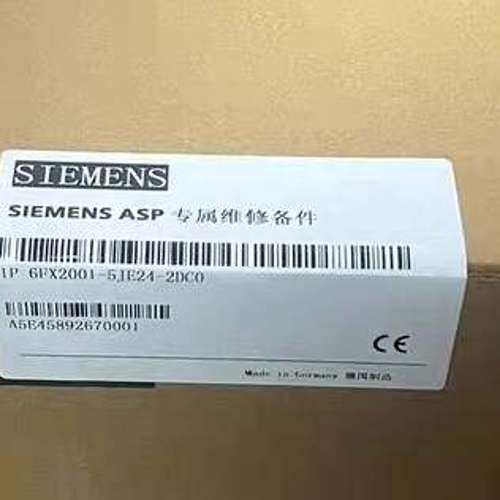 SIEMENS
SIEMENS ASP 专属维修备件
1P 6FX2001-5JE24-2DC0
A5E45892670001
CE
Made in Germany 德国制造